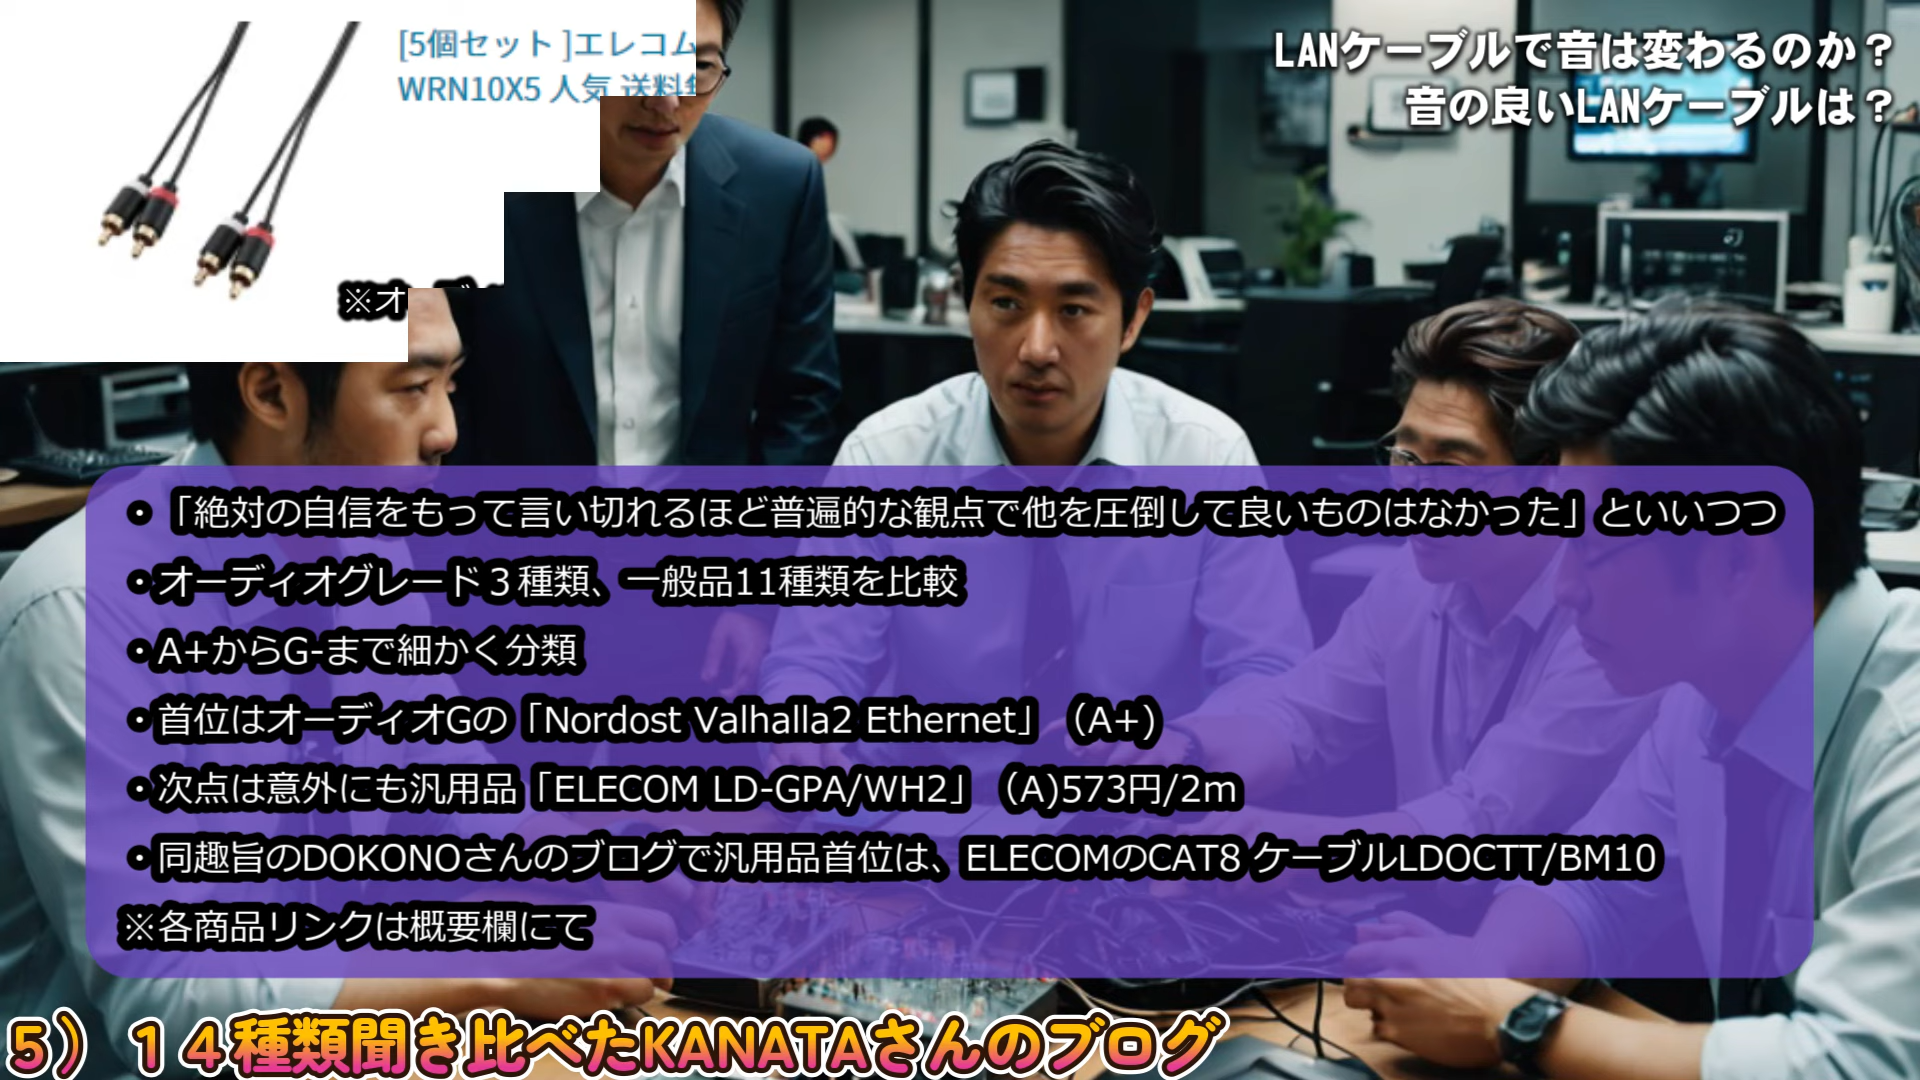 [5個セット ]エレコム
WRN10X5 人気 送料
※オ
LANケーブルで音は変わるのか？
音の良いLANケーブルは？
・「絶対の自信をもって言い切れるほど普遍的な観点で他を圧倒して良いものはなかった」といいつつ
・オーディオグレード３種類、一般品11種類を比較
・A+からG-まで細かく分類
・首位はオーディオGの「Nordost Valhalla2 Ethernet」（A+)
・次点は意外にも汎用品「ELECOM LD-GPA/WH2」（A)573円/2m
・同趣旨のDOKONOさんのブログで汎用品首位は、ELECOMのCAT8 ケーブルLDOCTT/BM10
※各商品リンクは概要欄にて
５）１４種類聞き比べたKANATAさんのブログ